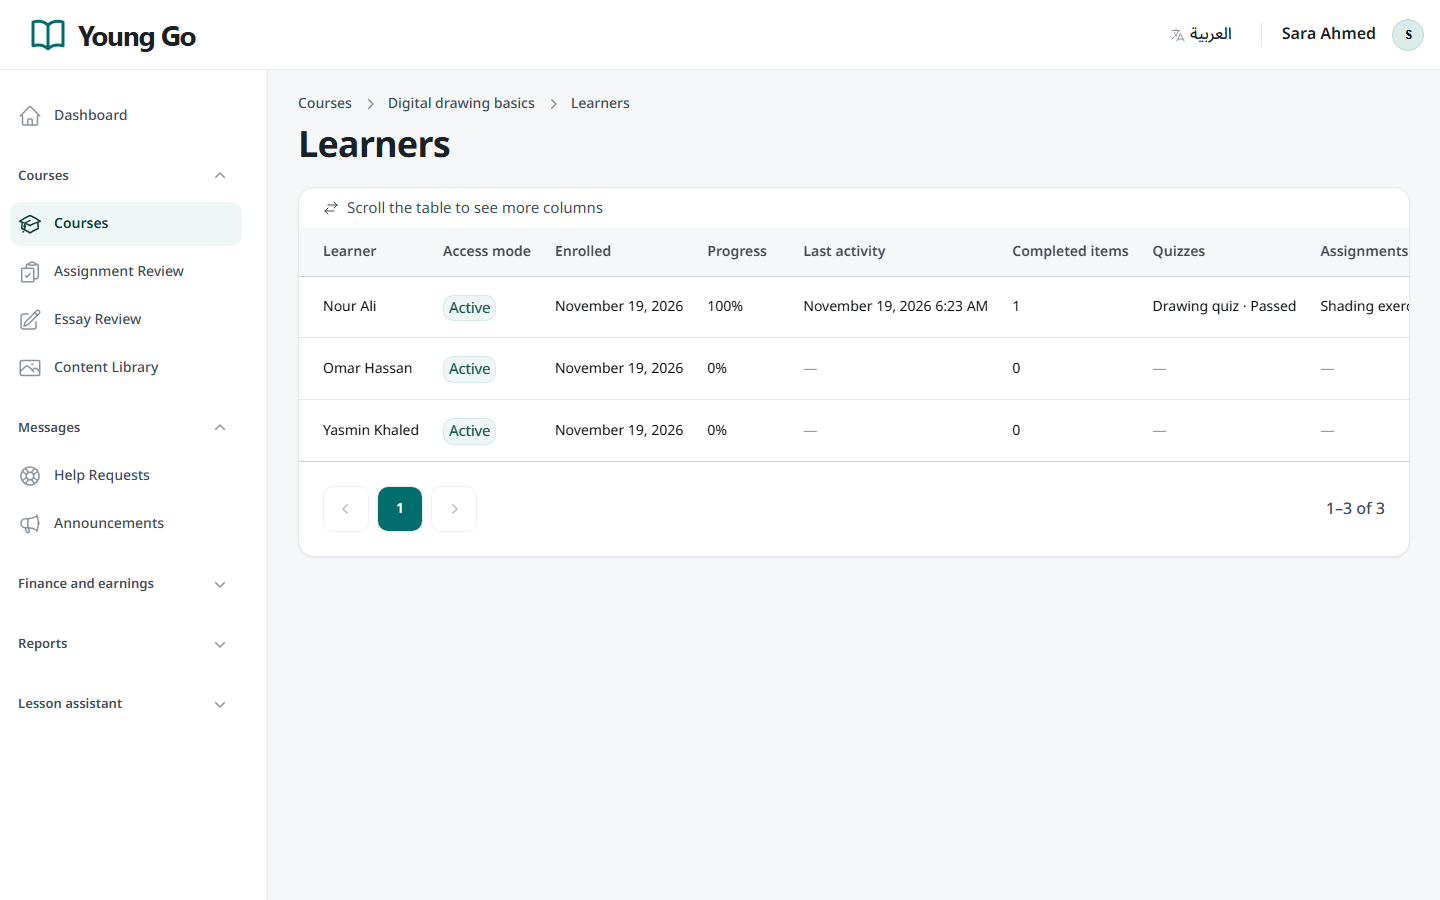 Young Go
العربية
Sara Ahmed
S
Dashboard
Courses
Courses
Assignment Review
Essay Review
Content Library
Messages
Help Requests
Announcements
Finance and earnings
Reports
Lesson assistant
Courses > Digital drawing basics > Learners
Learners
Scroll the table to see more columns
Learner Access mode Enrolled Progress Last activity Completed items Quizzes Assignments
Nour Ali Active November 19, 2026 100% November 19, 2026 6:23 AM 1 Drawing quiz · Passed Shading
Omar Hassan Active November 19, 2026 0% — 0 — —
Yasmin Khaled Active November 19, 2026 0% — 0 — —
1
1–3 of 3